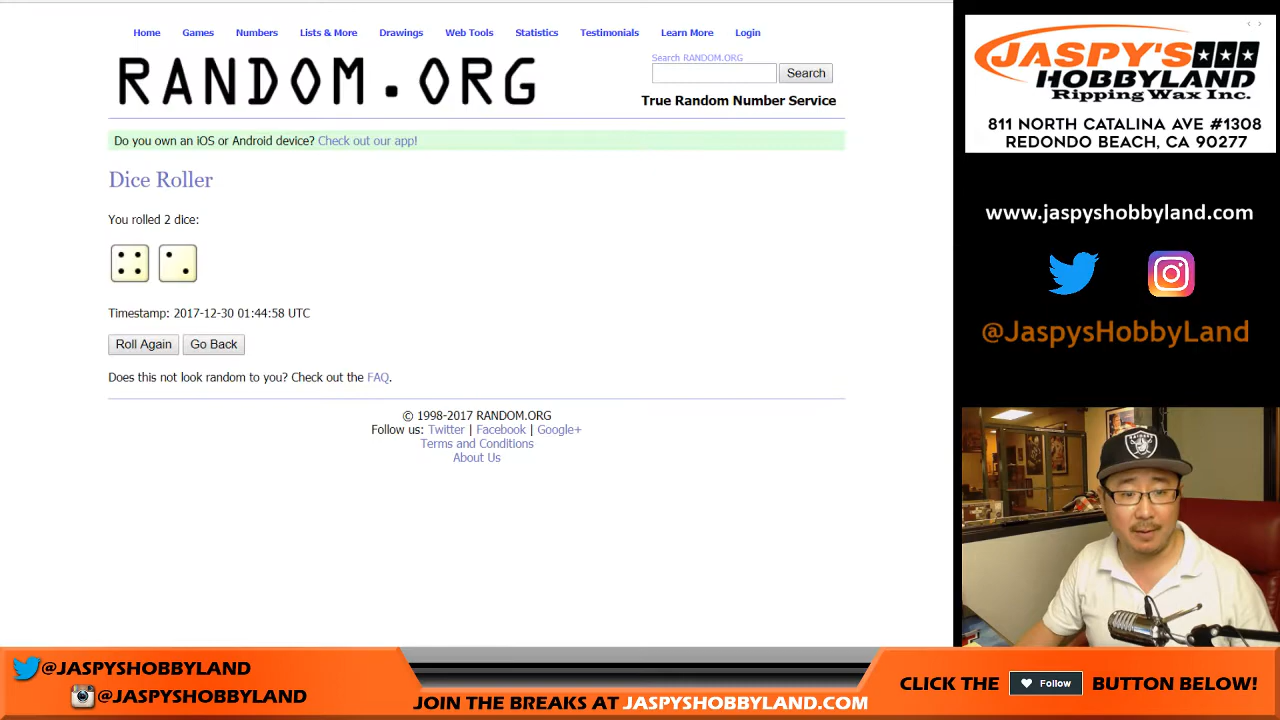 Home Games Numbers Lists & More Drawings Web Tools Statistics Testimonials Learn More Login
RANDOM.ORG
Search RANDOM.ORG
Search
True Random Number Service
Do you own an iOS or Android device? Check out our app!
Dice Roller
You rolled 2 dice:
Timestamp: 2017-12-30 01:44:58 UTC
Roll Again Go Back
Does this not look random to you? Check out the FAQ.
© 1998-2017 RANDOM.ORG
Follow us: Twitter | Facebook | Google+
Terms and Conditions
About Us
JASPY'S
HOBBYLAND
Ripping Wax Inc.
811 NORTH CATALINA AVE #1308
REDONDO BEACH, CA 90277
www.jaspyshobbyland.com
@JaspysHobbyLand
RAIDERS
@JASPYSHOBBYLAND
@JASPYSHOBBYLAND
JOIN THE BREAKS AT JASPYSHOBBYLAND.COM
CLICK THE Follow BUTTON BELOW!